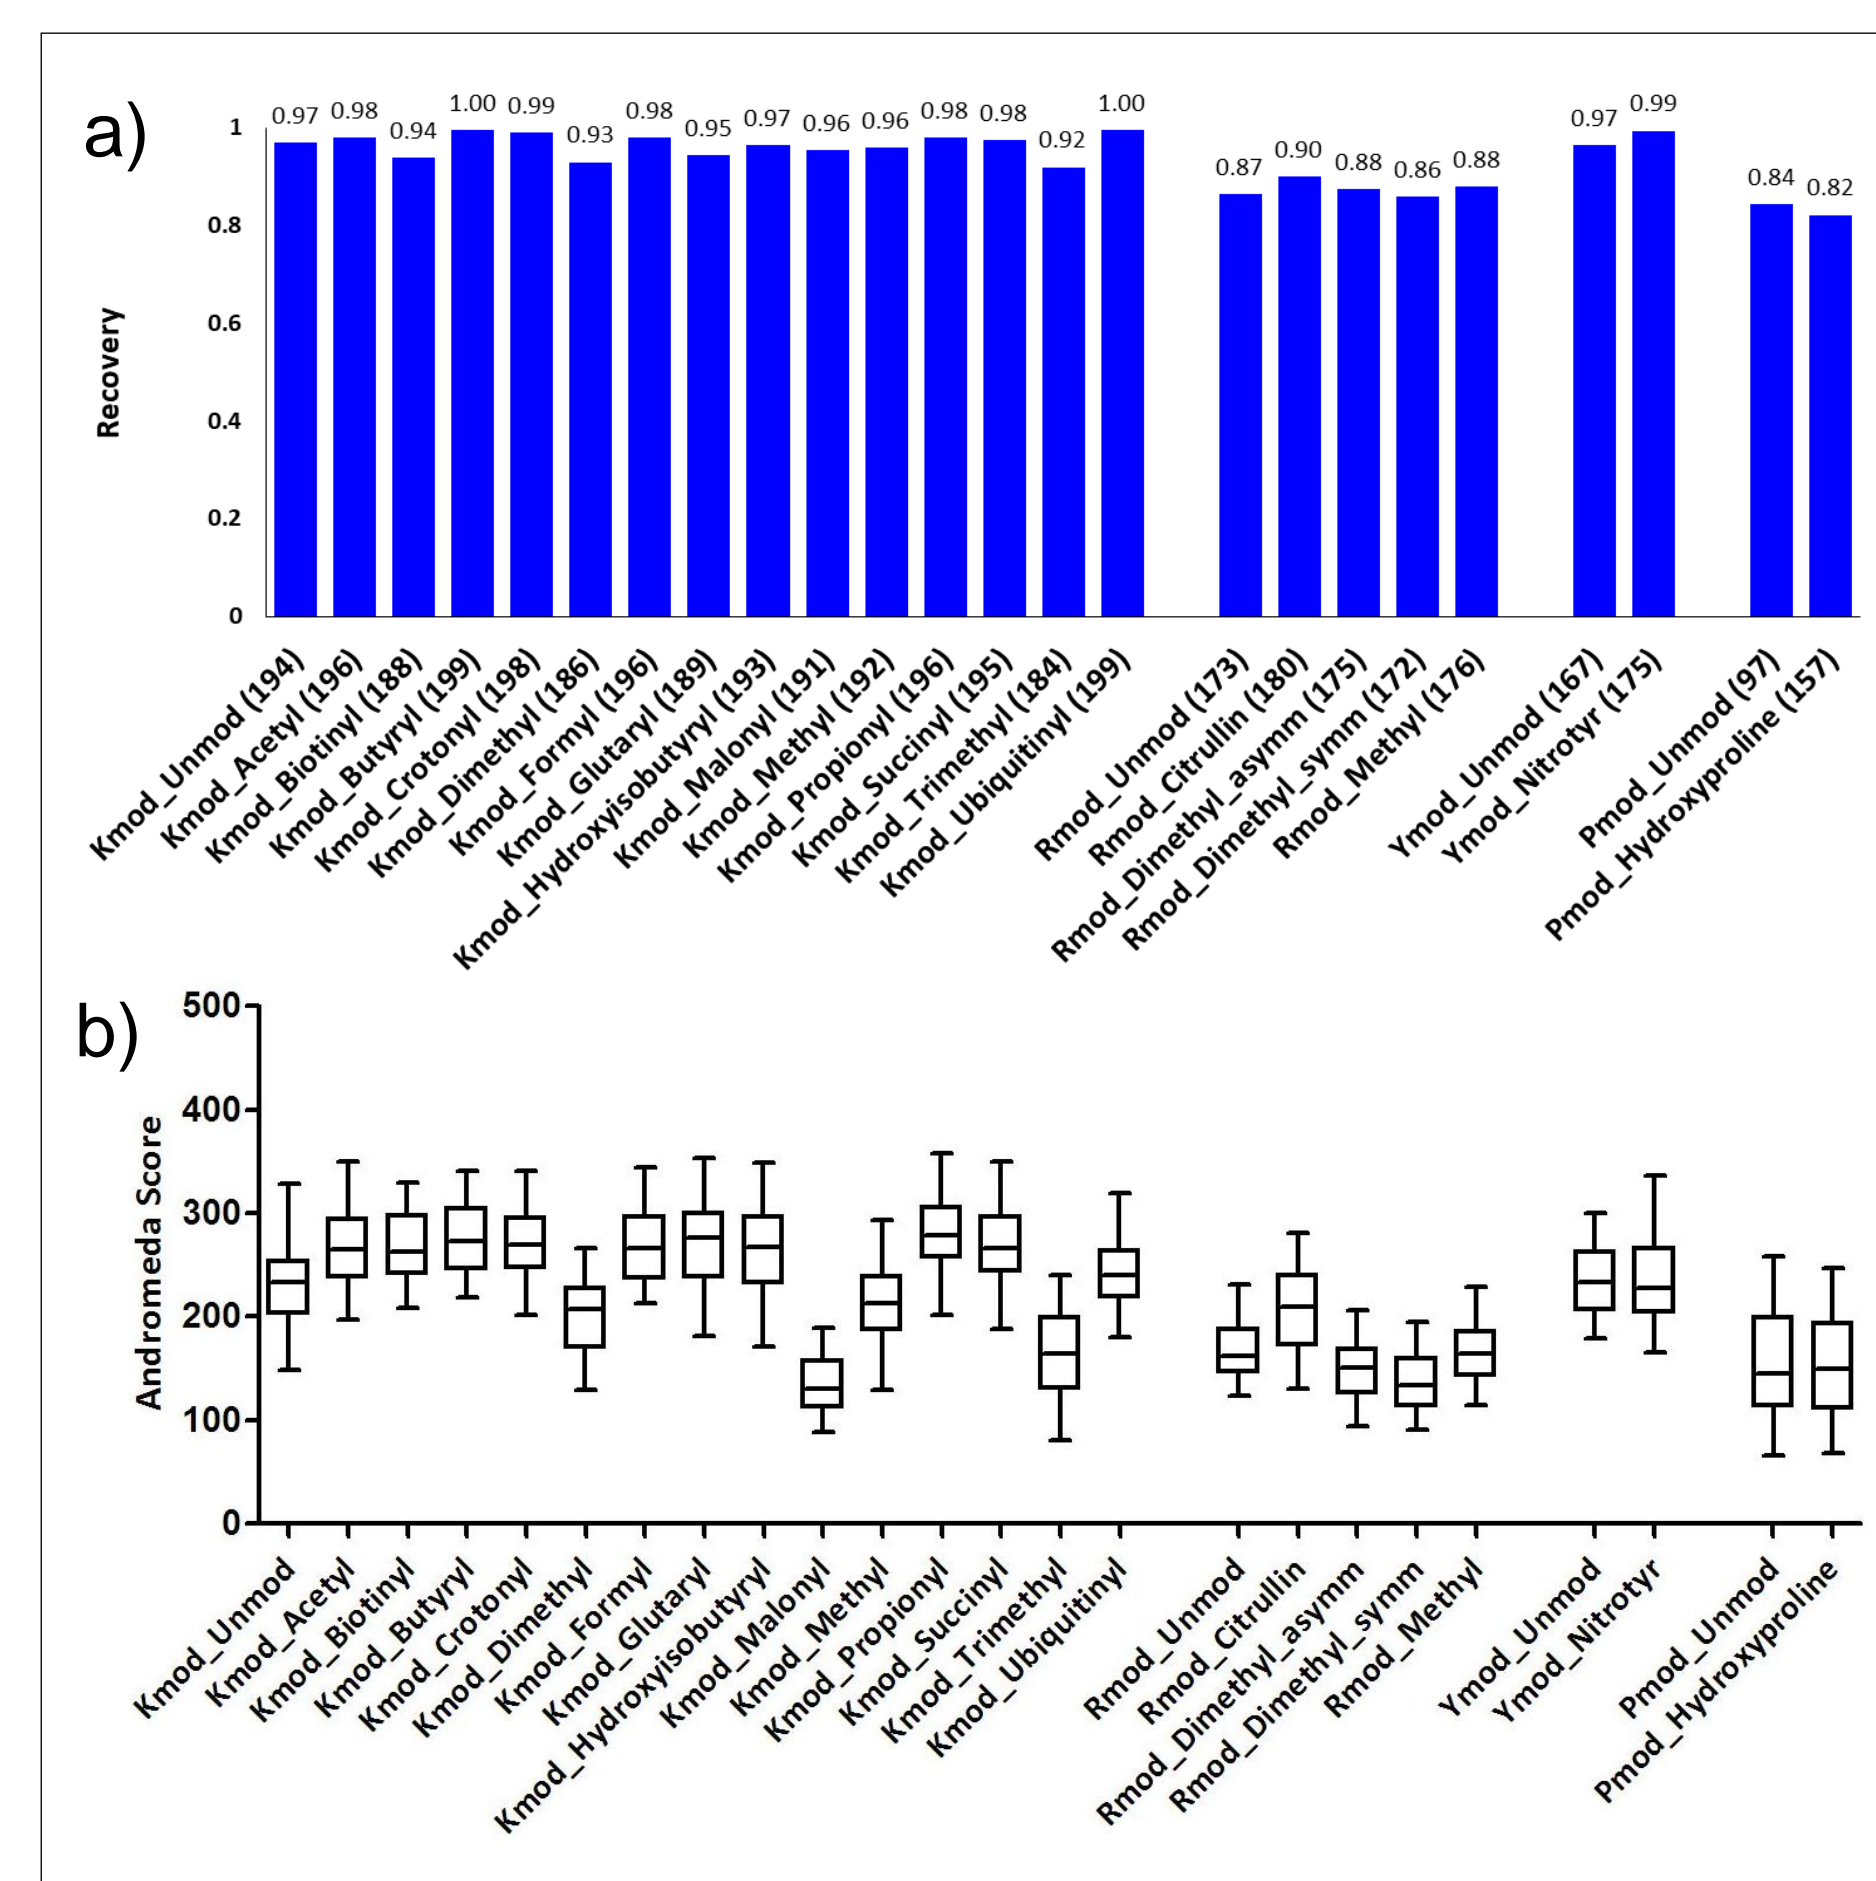 a)
0.97
0.98
0.94
1.00
0.99
0.93
0.98
0.95
0.97
0.96
0.96
0.98
0.98
0.92
1.00
0.87
0.90
0.88
0.86
0.88
0.97
0.99
0.84
0.82
1
0.8
0.6
0.4
0.2
0
Recovery
Kmod_Unmod (194)
Kmod_Acetyl (196)
Kmod_Biotinyl (188)
Kmod_Butyryl (199)
Kmod_Crotonyl (198)
Kmod_Dimethyl (186)
Kmod_Formyl (196)
Kmod_Glutaryl (189)
Kmod_Hydroxyisobutyryl (193)
Kmod_Malonyl (191)
Kmod_Methyl (192)
Kmod_Propionyl (196)
Kmod_Succinyl (195)
Kmod_Trimethyl (184)
Kmod_Ubiquitinyl (199)
Rmod_Unmod (173)
Rmod_Citrullin (180)
Rmod_Dimethyl_asymm (175)
Rmod_Dimethyl_symm (172)
Rmod_Methyl (176)
Ymod_Unmod (167)
Ymod_Nitrotyr (175)
Pmod_Unmod (97)
Pmod_Hydroxyproline (157)
b)
500
400
300
200
100
0
Andromeda Score
Kmod_Unmod
Kmod_Acetyl
Kmod_Biotinyl
Kmod_Butyryl
Kmod_Crotonyl
Kmod_Dimethyl
Kmod_Formyl
Kmod_Glutaryl
Kmod_Hydroxyisobutyryl
Kmod_Malonyl
Kmod_Methyl
Kmod_Propionyl
Kmod_Succinyl
Kmod_Trimethyl
Kmod_Ubiquitinyl
Rmod_Unmod
Rmod_Citrullin
Rmod_Dimethyl_asymm
Rmod_Dimethyl_symm
Rmod_Methyl
Ymod_Unmod
Ymod_Nitrotyr
Pmod_Unmod
Pmod_Hydroxyproline